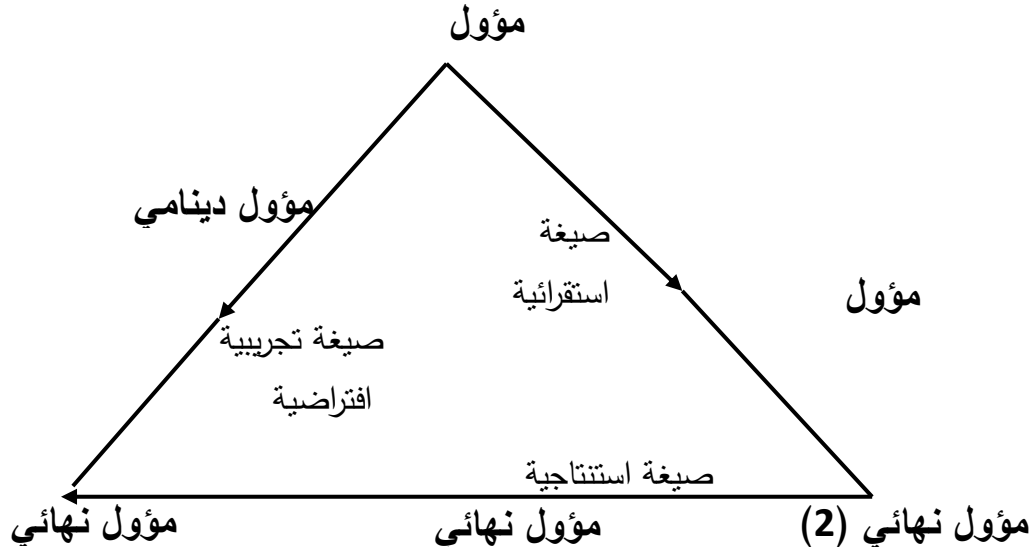 مؤول
مؤول دينامي
صيغة
استقرائية
مؤول
صيغة تجريبية
افتراضية
صيغة استنتاجية
مؤول نهائي (2)
مؤول نهائي
مؤول نهائي